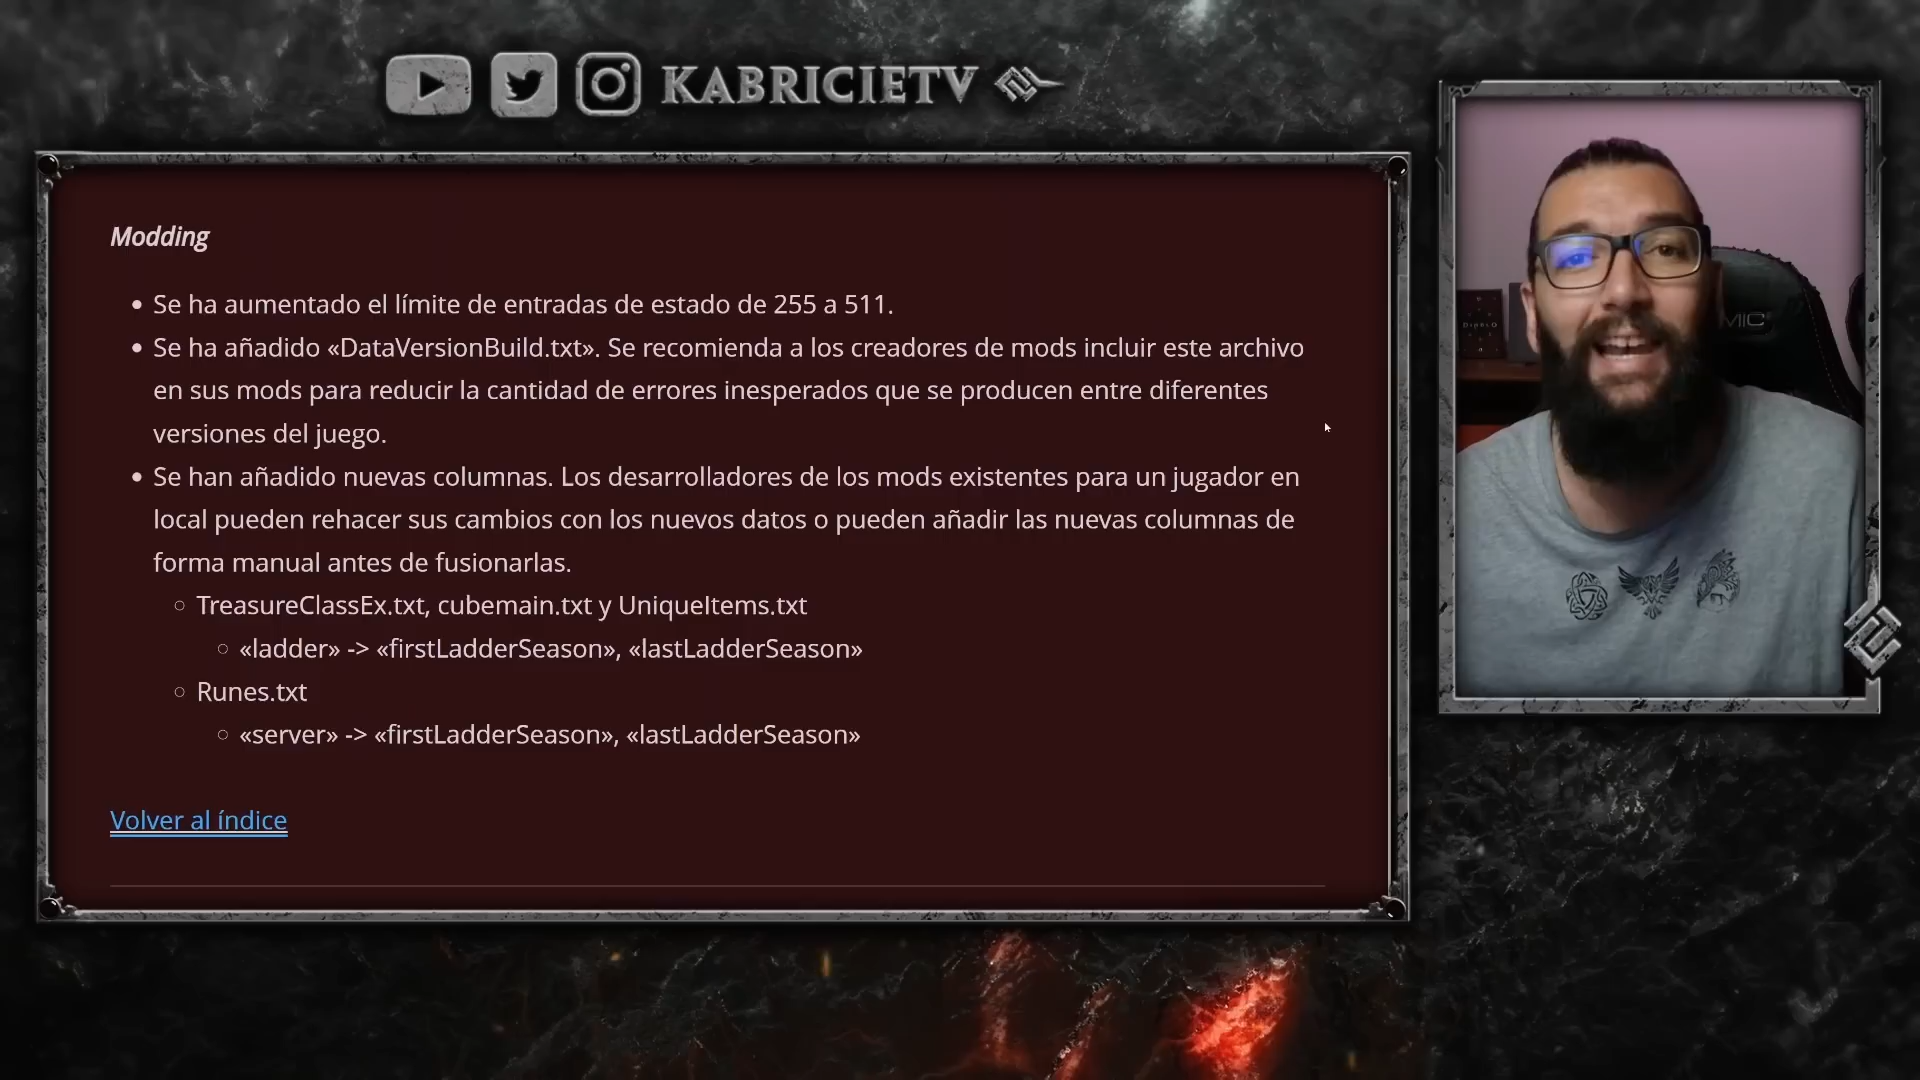 KABRICIETV
Modding
• Se ha aumentado el límite de entradas de estado de 255 a 511.
• Se ha añadido «DataVersionBuild.txt». Se recomienda a los creadores de mods incluir este archivo
en sus mods para reducir la cantidad de errores inesperados que se producen entre diferentes
versiones del juego.
• Se han añadido nuevas columnas. Los desarrolladores de los mods existentes para un jugador en
local pueden rehacer sus cambios con los nuevos datos o pueden añadir las nuevas columnas de
forma manual antes de fusionarlas.
○ TreasureClassEx.txt, cubemain.txt y UniqueItems.txt
○ «ladder» -> «firstLadderSeason», «lastLadderSeason»
○ Runes.txt
○ «server» -> «firstLadderSeason», «lastLadderSeason»
Volver al índice
DIABLO
MIC